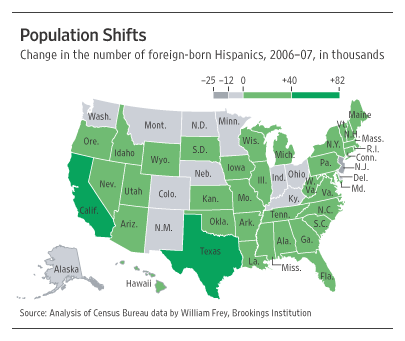 Population Shifts
Change in the number of foreign-born Hispanics, 2006–07, in thousands
−25 −12 0 +40 +82
Wash.
Mont.
N.D.
Minn.
Vt.
Maine
Ore.
Idaho
Wyo.
S.D.
Wis.
Mich.
N.Y.
N.H.
Mass.
R.I.
Conn.
N.J.
Del.
Md.
Nev.
Utah
Colo.
Neb.
Iowa
Ill.
Ind.
Ohio
Pa.
W. Va.
Va.
Calif.
Ariz.
N.M.
Kan.
Mo.
Ky.
Okla.
Ark.
Tenn.
N.C.
S.C.
Texas
La.
Miss.
Ala.
Ga.
Fla.
Alaska
Hawaii
Source: Analysis of Census Bureau data by William Frey, Brookings Institution